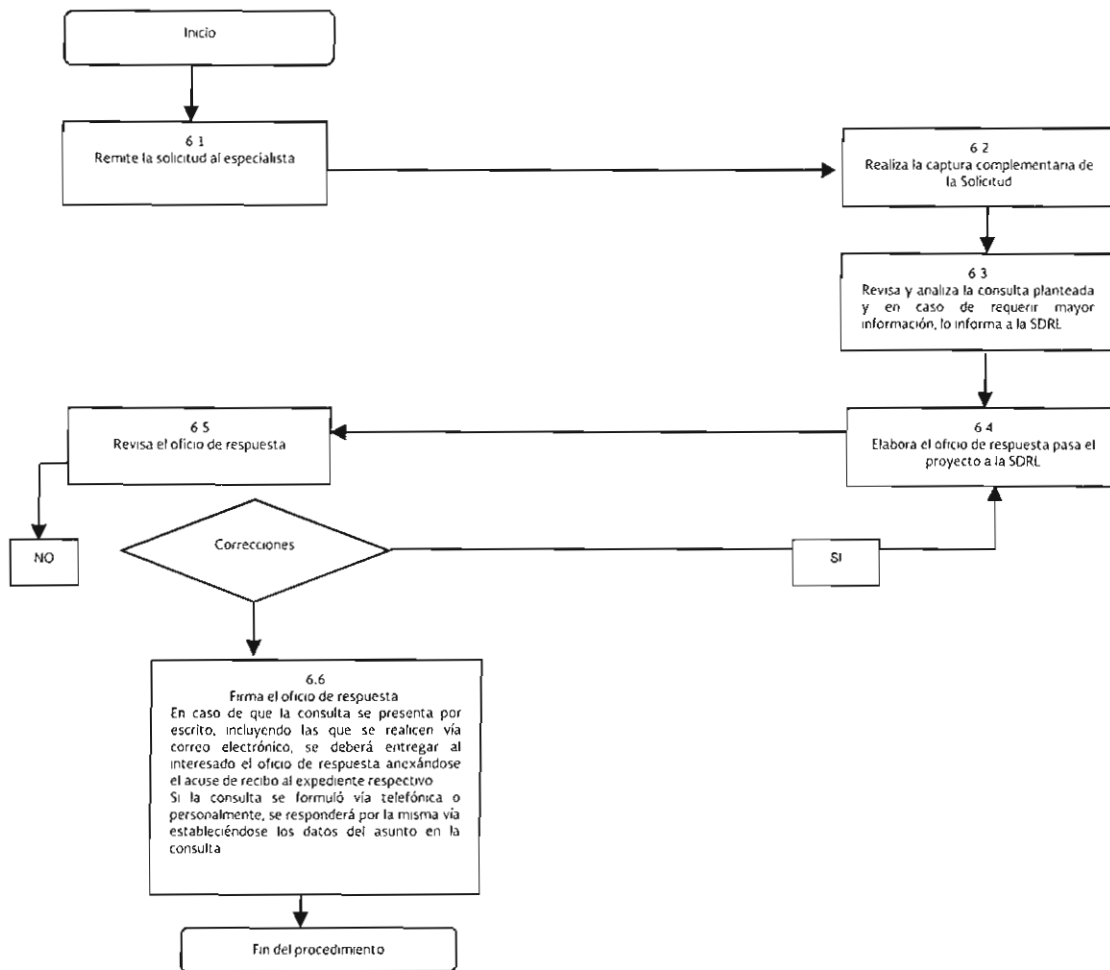 Inicio
6 1
Remite la solicitud al especialista
6 2
Realiza la captura complementaria de
la Solicitud
6 3
Revisa y analiza la consulta planteada
y en caso de requerir mayor
información, lo informa a la SDRL
6 4
Elabora el oficio de respuesta pasa el
proyecto a la SDRL
6 5
Revisa el oficio de respuesta
NO
Correcciones
SI
6.6
Firma el oficio de respuesta
En caso de que la consulta se presenta por
escrito, incluyendo las que se realicen vía
correo electrónico, se deberá entregar al
interesado el oficio de respuesta anexándose
el acuse de recibo al expediente respectivo
Si la consulta se formuló vía telefónica o
personalmente, se responderá por la misma vía
estableciéndose los datos del asunto en la
consulta
Fin del procedimiento